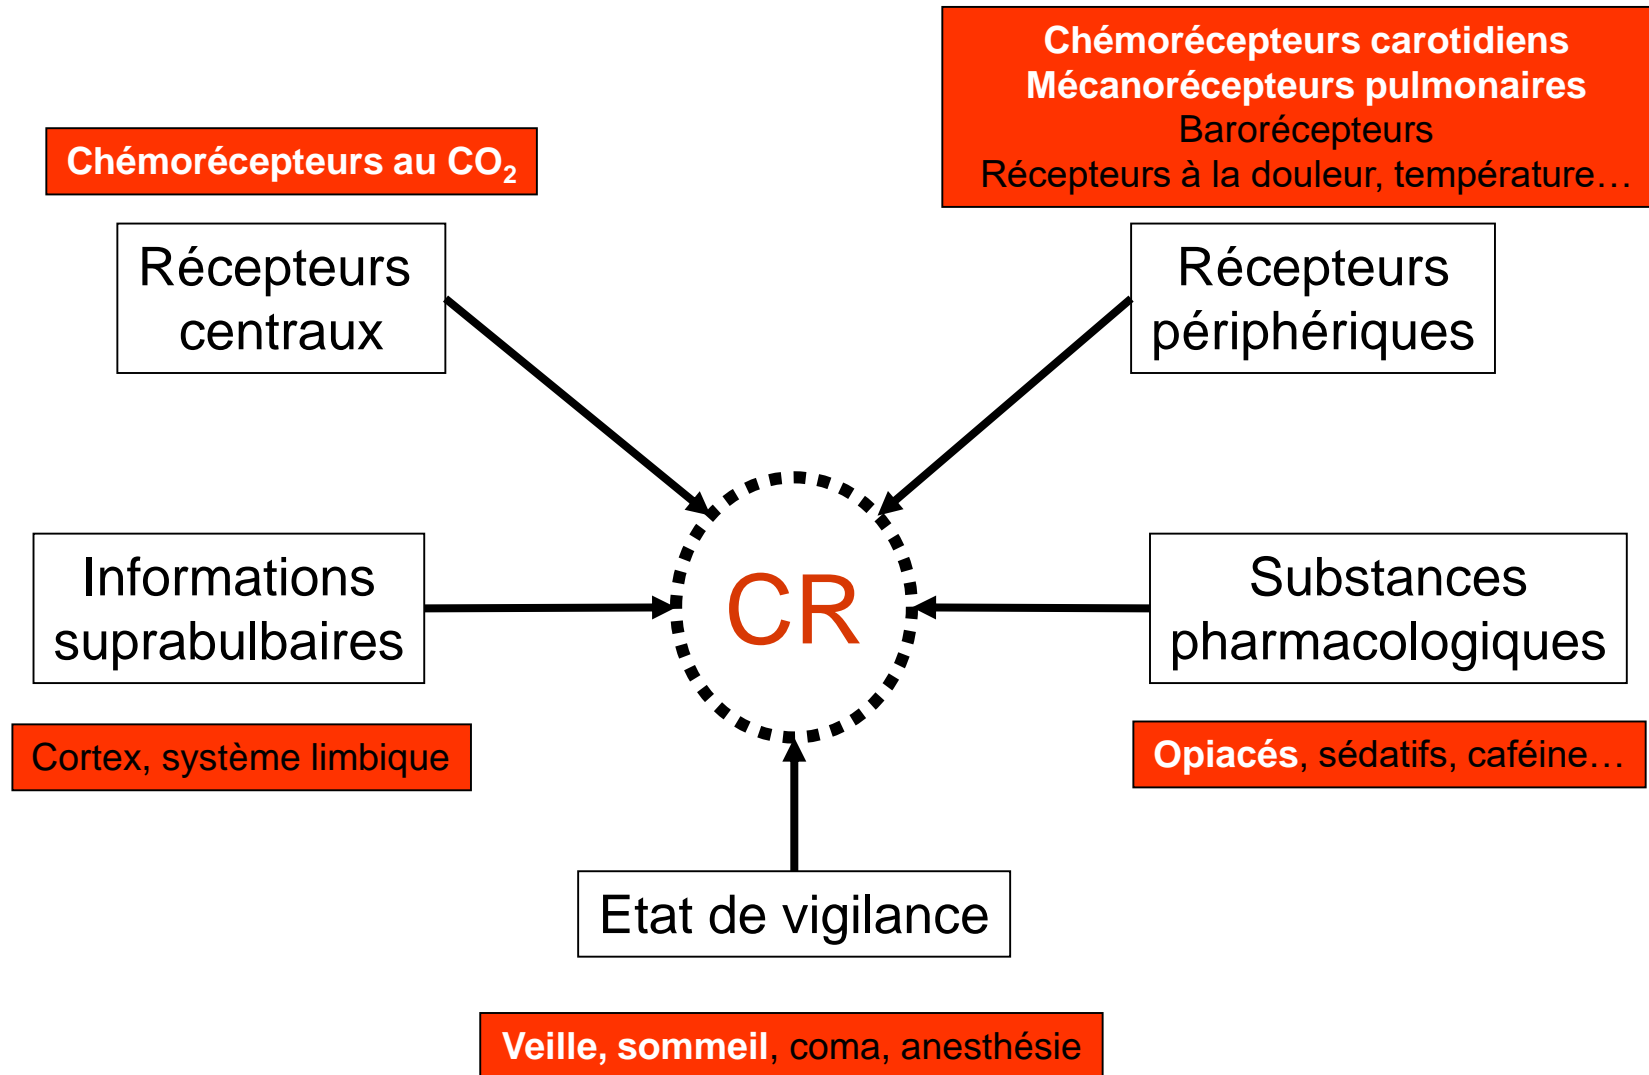 Chémorécepteurs carotidiens
Mécanorécepteurs pulmonaires
Barorécepteurs
Récepteurs à la douleur, température…
Chémorécepteurs au CO₂
Récepteurs
centraux
Récepteurs
périphériques
Informations
suprabulbaires
CR
Substances
pharmacologiques
Cortex, système limbique
Opiacés, sédatifs, caféine…
Etat de vigilance
Veille, sommeil, coma, anesthésie